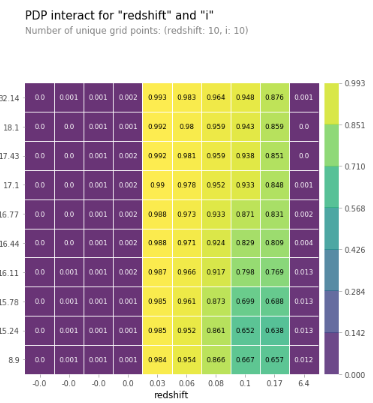 PDP interact for "redshift" and "i"
Number of unique grid points: (redshift: 10, i: 10)
0.993
32.14 0.0 0.001 0.001 0.002 0.993 0.983 0.964 0.948 0.876 0.001
0.851
18.1 0.0 0.0 0.001 0.001 0.992 0.98 0.959 0.943 0.859 0.0
17.43 0.0 0.0 0.001 0.002 0.992 0.981 0.959 0.938 0.851 0.0
0.710
17.1 0.0 0.0 0.001 0.002 0.99 0.978 0.952 0.933 0.848 0.001
0.568
16.77 0.0 0.0 0.001 0.002 0.988 0.973 0.933 0.871 0.831 0.002
16.44 0.0 0.0 0.001 0.002 0.988 0.971 0.924 0.829 0.809 0.004
0.426
16.11 0.0 0.001 0.001 0.002 0.987 0.966 0.917 0.798 0.769 0.013
0.284
15.78 0.0 0.001 0.001 0.001 0.985 0.961 0.873 0.699 0.688 0.013
15.24 0.0 0.001 0.001 0.001 0.985 0.952 0.861 0.652 0.638 0.013
0.142
8.9 0.0 0.001 0.001 0.001 0.984 0.954 0.866 0.667 0.657 0.012
0.000
-0.0 -0.0 -0.0 0.0 0.03 0.06 0.08 0.1 0.17 6.4
redshift